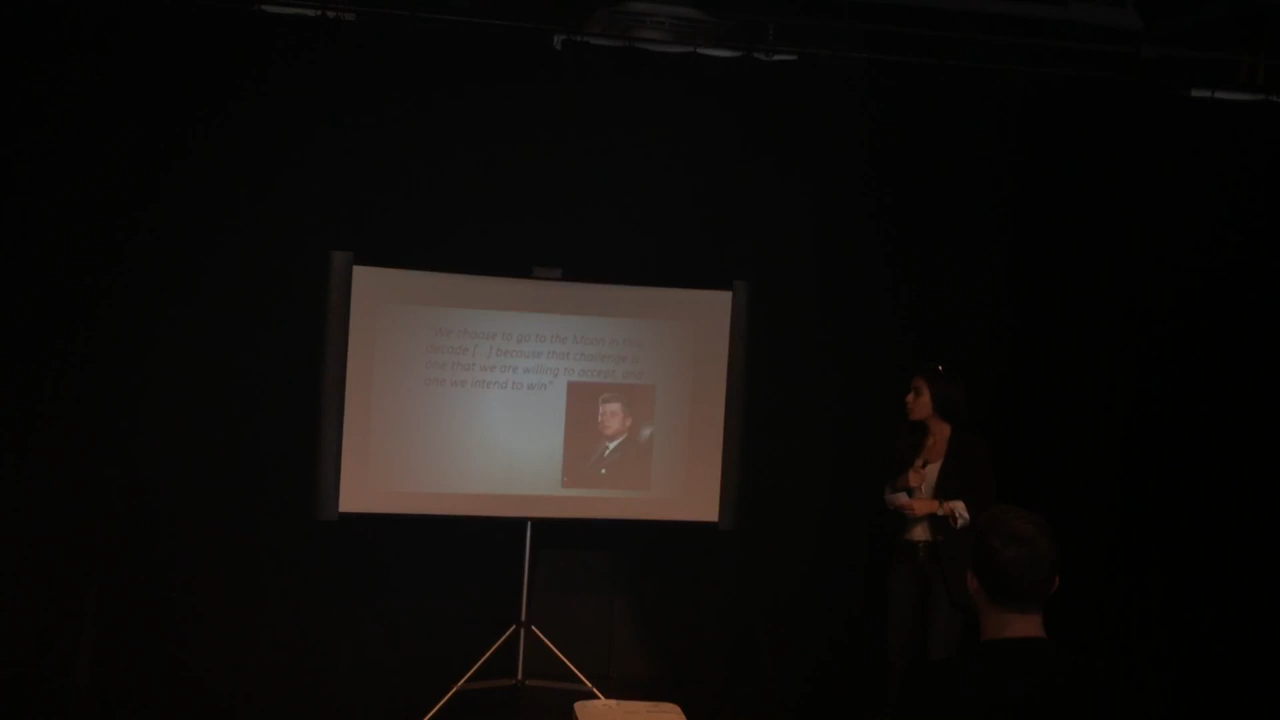 "We choose to go to the Moon in this
decade [...] because that challenge is
one that we are willing to accept, and
one we intend to win"